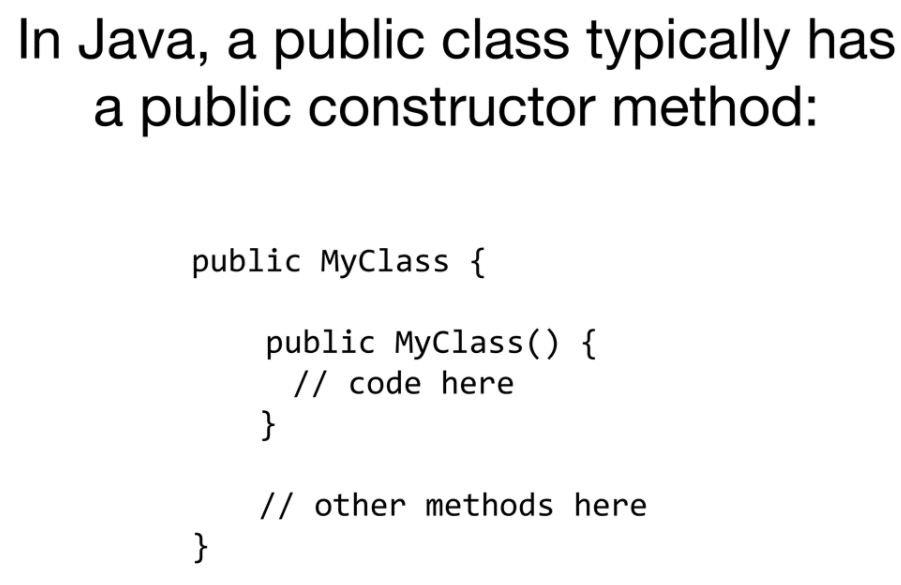 In Java, a public class typically has
a public constructor method:
public MyClass {
public MyClass() {
// code here
}
// other methods here
}